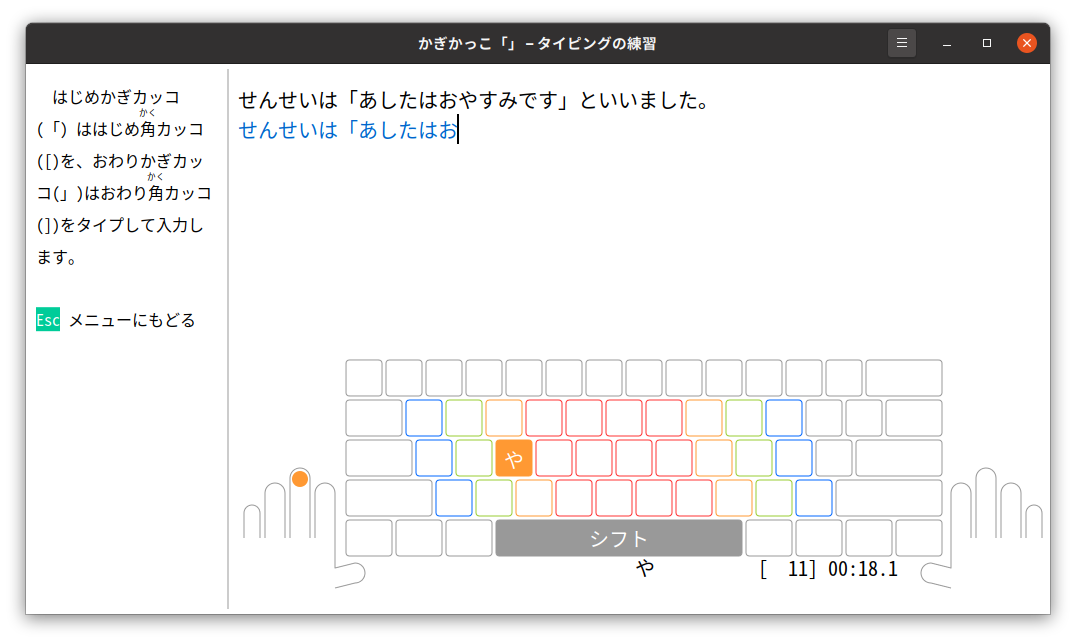 かぎかっこ「」 – タイピングの練習
はじめかぎカッコ
かく
(「) ははじめ角カッコ
([)を、おわりかぎカッ
かく
コ(」)はおわり角カッコ
(])をタイプして入力し
ます。
Esc メニューにもどる
せんせいは「あしたはおやすみです」といいました。
せんせいは「あしたはお
や
シフト
や
[ 11] 00:18.1